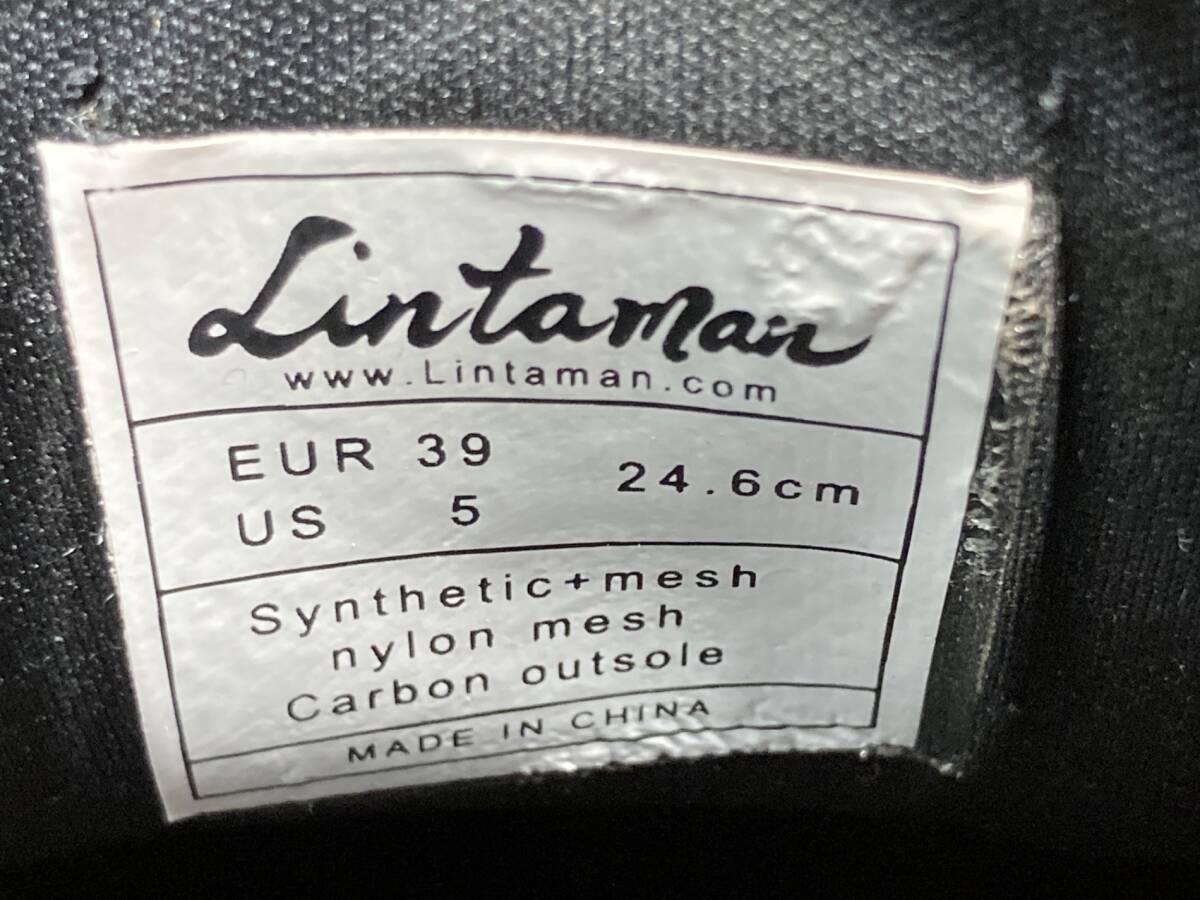 Lintaman
www.Lintaman.com
EUR 39
24.6cm
US 5
Synthetic+mesh
nylon mesh
Carbon outsole
MADE IN CHINA